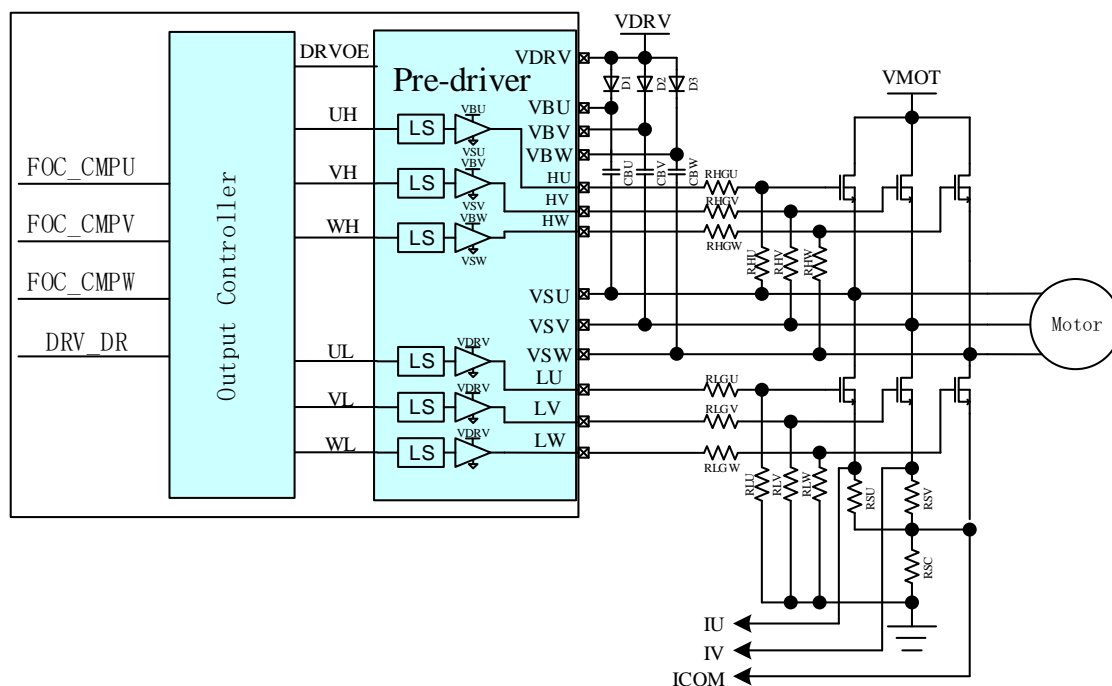 VDRV
DRVOE
VDRV
D1
D2
D3
VMOT
Pre-driver
VBU
UH
LS
VBU
VSU
VBV
VBW
CBU
CBV
CBW
FOC_CMPU
VH
LS
VBV
VSV
HU
RHGU
HV
RHGV
FOC_CMPV
WH
LS
VBW
VSW
HW
RHGW
RHU
RHV
RHW
FOC_CMPW
VSU
VSV
Motor
DRV_DR
Output Controller
VSW
UL
LS
VDRV
LU
RLGU
VL
LS
VDRV
LV
RLGV
WL
LS
VDRV
LW
RLGW
RLU
RLV
RLW
RSU
RSV
RSC
IU
IV
ICOM